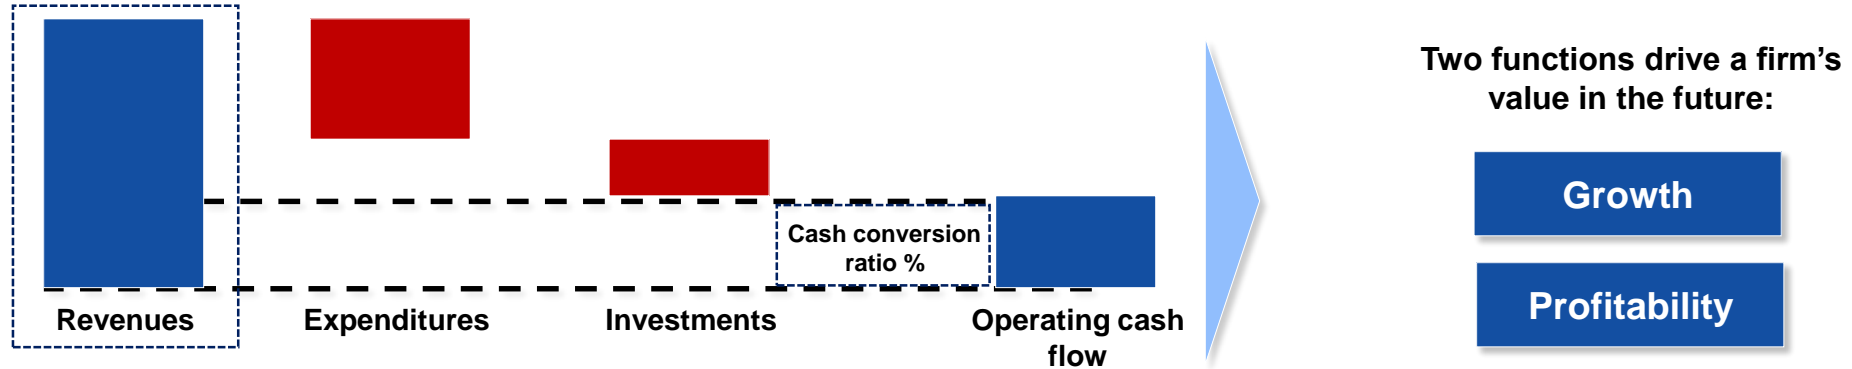 Two functions drive a firm's
value in the future:
Growth
Cash conversion
ratio %
Profitability
Revenues
Expenditures
Investments
Operating cash
flow